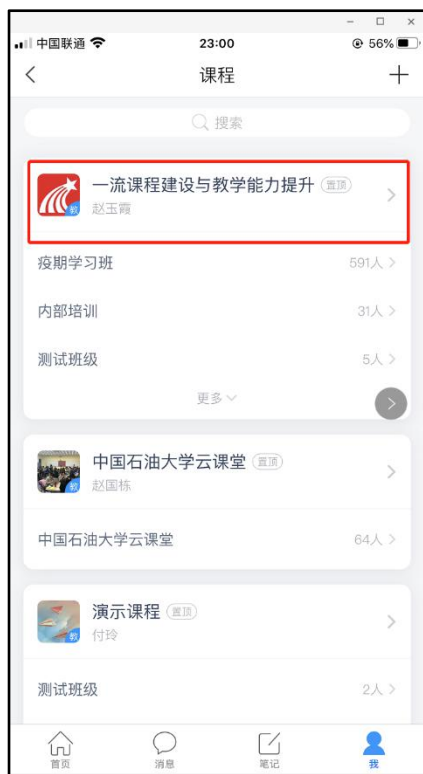 中国联通 23:00 56%
课程
搜索
一流课程建设与教学能力提升 置顶
赵玉霞
教
疫期学习班 591人
内部培训 31人
测试班级 5人
更多
中国石油大学云课堂 置顶
赵国栋
教
中国石油大学云课堂 64人
演示课程 置顶
付玲
教
测试班级 2人
首页 消息 笔记 我